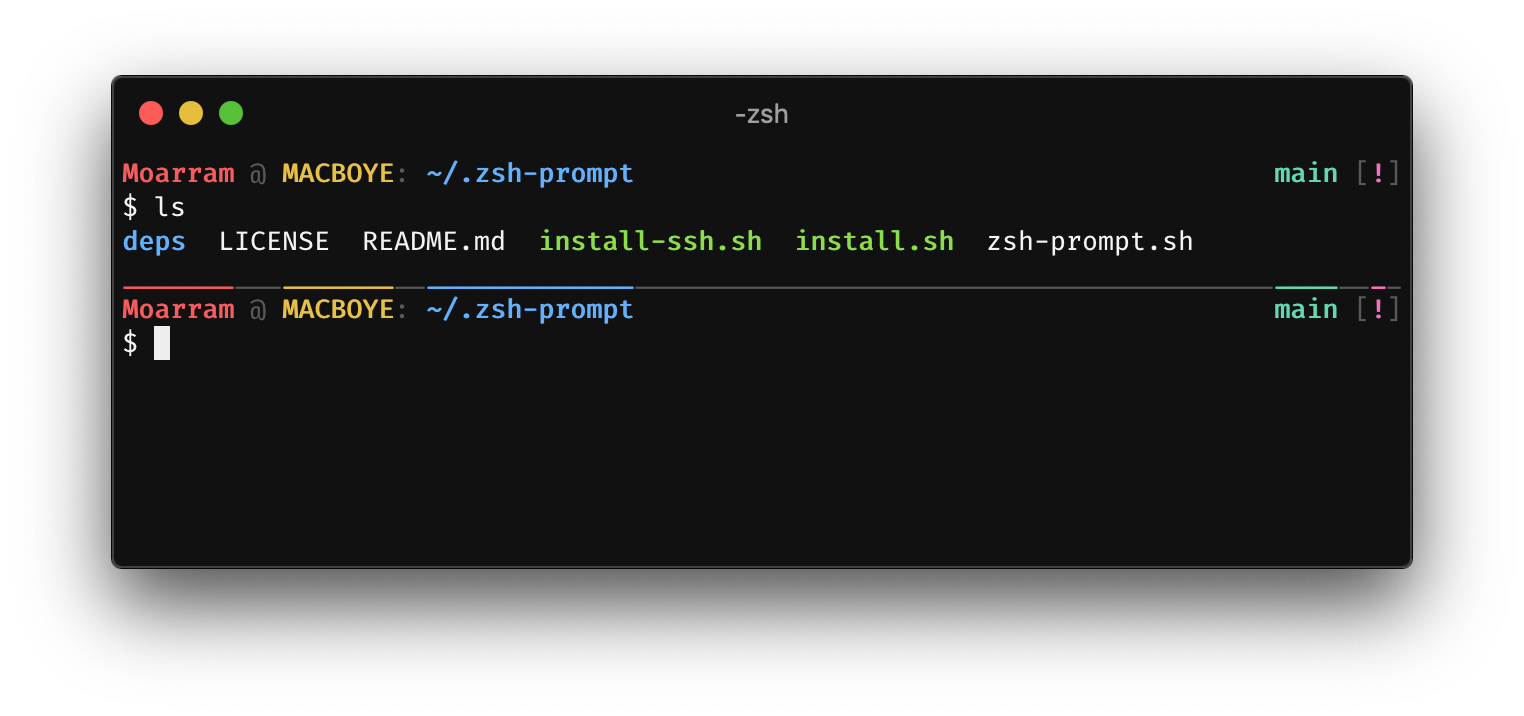 -zsh
Moarram @ MACBOYE: ~/.zsh-prompt main [!]
$ ls
deps LICENSE README.md install-ssh.sh install.sh zsh-prompt.sh
Moarram @ MACBOYE: ~/.zsh-prompt main [!]
$